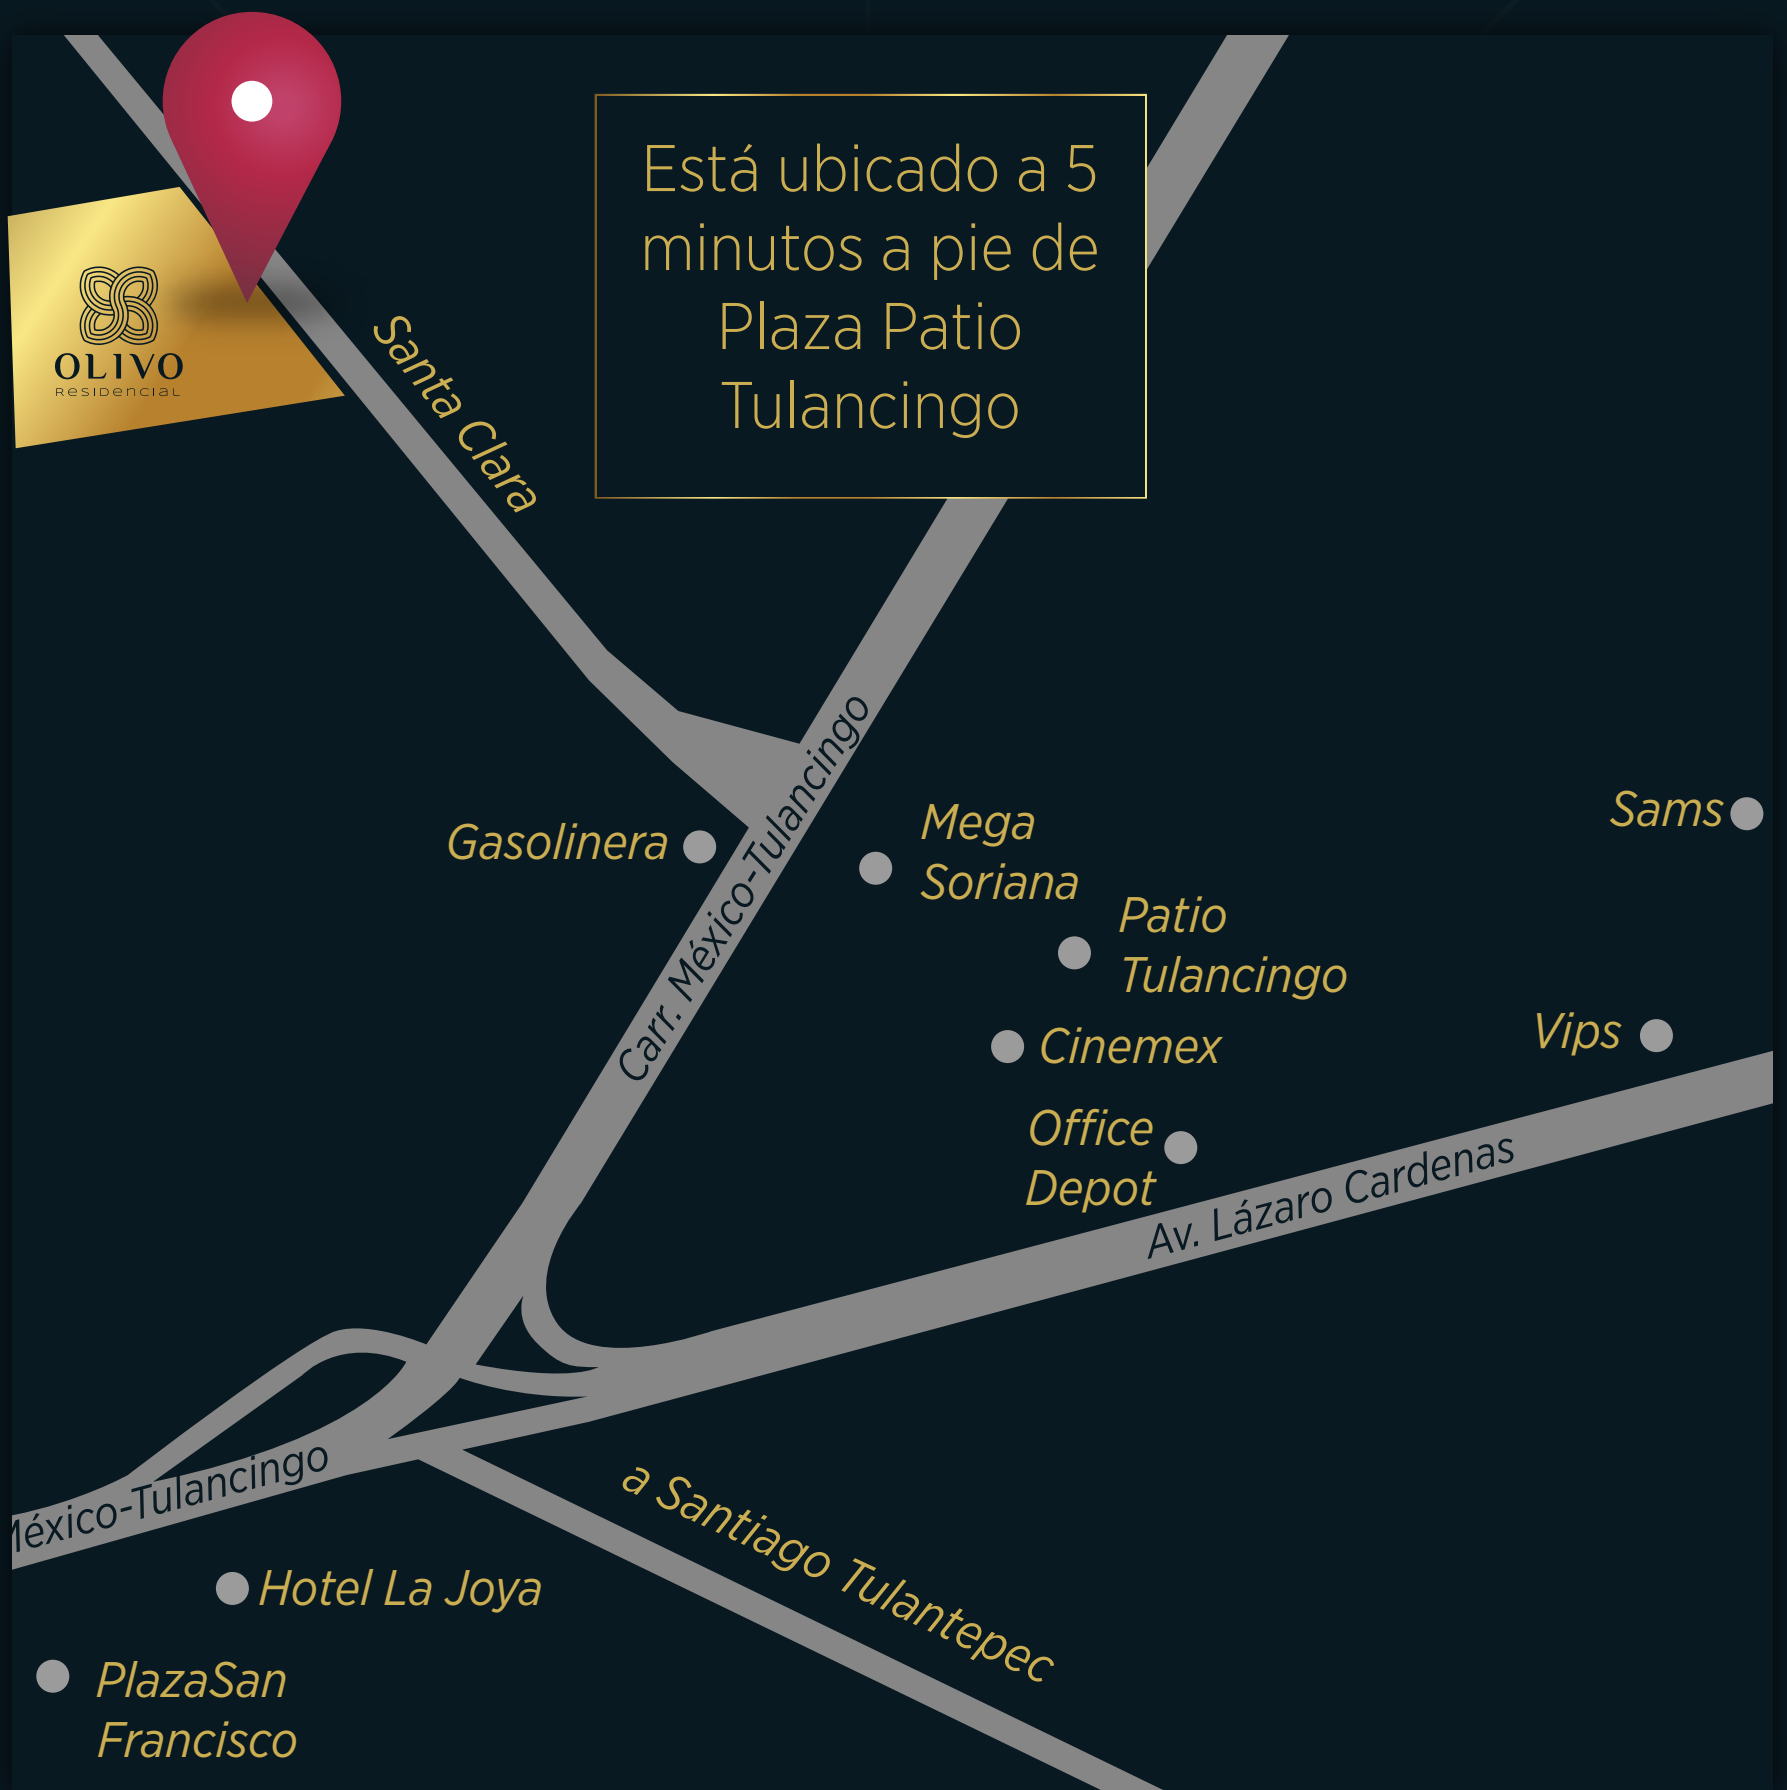 Está ubicado a 5
minutos a pie de
Plaza Patio
Tulancingo
OLIVO
Residencial
Santa Clara
Carr. México-Tulancingo
Gasolinera
Mega
Soriana
Sams
Patio
Tulancingo
Cinemex
Vips
Office
Depot
Av. Lázaro Cardenas
México-Tulancingo
a Santiago Tulantepec
Hotel La Joya
PlazaSan
Francisco